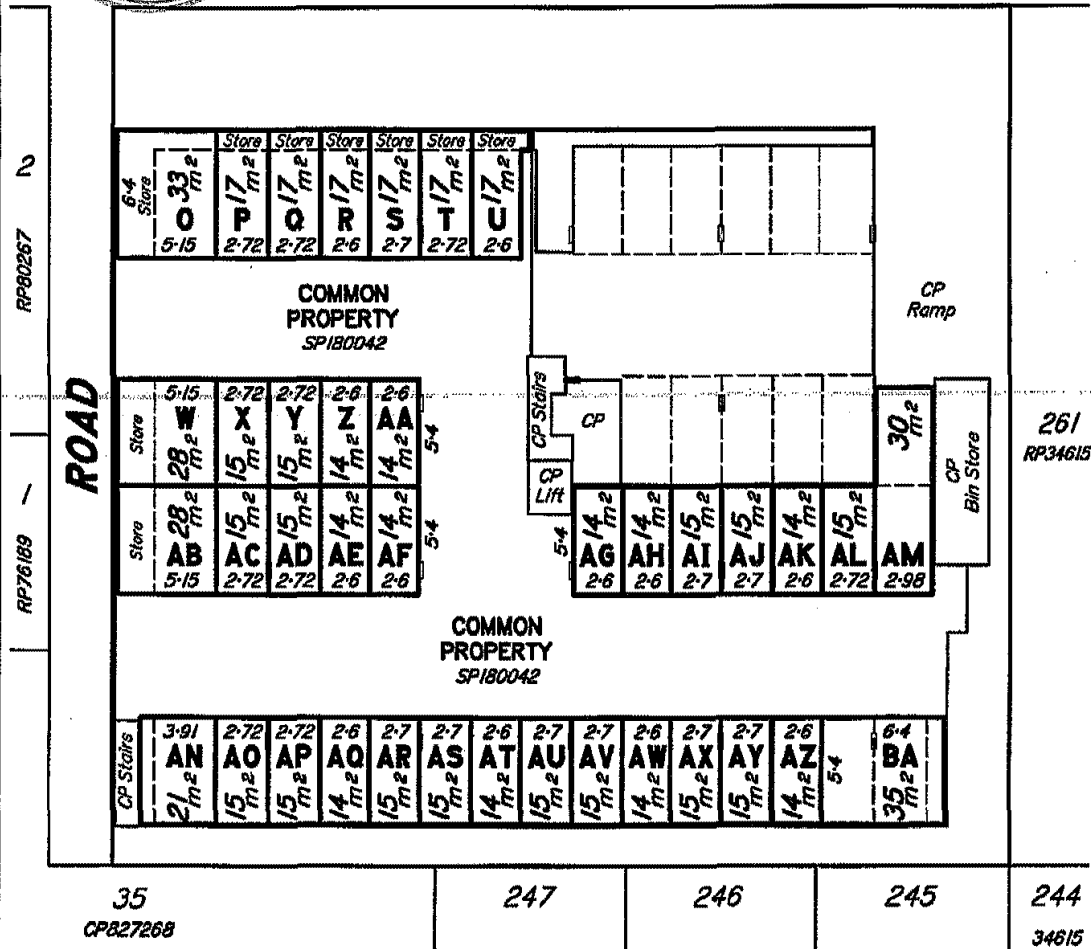 2
RP80267
1
RP76189
ROAD
Store Store Store Store Store Store
6·4
Store
33 m² 17 m² 17 m² 17 m² 17 m² 17 m² 17 m²
O P Q R S T U
5·15 2·72 2·72 2·6 2·7 2·72 2·6
COMMON
PROPERTY
SP180042
CP
Ramp
5·15 2·72 2·72 2·6 2·6
W X Y Z AA
Store
28 m² 15 m² 15 m² 14 m² 14 m²
5·4
CP Stairs
CP
30 m²
CP
Bin Store
261
RP34615
CP
Lift
Store
28 m² 15 m² 15 m² 14 m² 14 m²
AB AC AD AE AF
5·15 2·72 2·72 2·6 2·6
5·4
5·4
14 m² 14 m² 15 m² 15 m² 14 m² 15 m²
AG AH AI AJ AK AL AM
2·6 2·6 2·7 2·7 2·6 2·72 2·98
COMMON
PROPERTY
SP180042
CP Stairs
3·91 2·72 2·72 2·6 2·7 2·7 2·6 2·7 2·7 2·6 2·7 2·7 2·6 6·4
AN AO AP AQ AR AS AT AU AV AW AX AY AZ BA
21 m² 15 m² 15 m² 14 m² 15 m² 15 m² 14 m² 15 m² 15 m² 14 m² 15 m² 15 m² 14 m² 35 m²
5·4
35
CP827268
247
246
245
244
34615